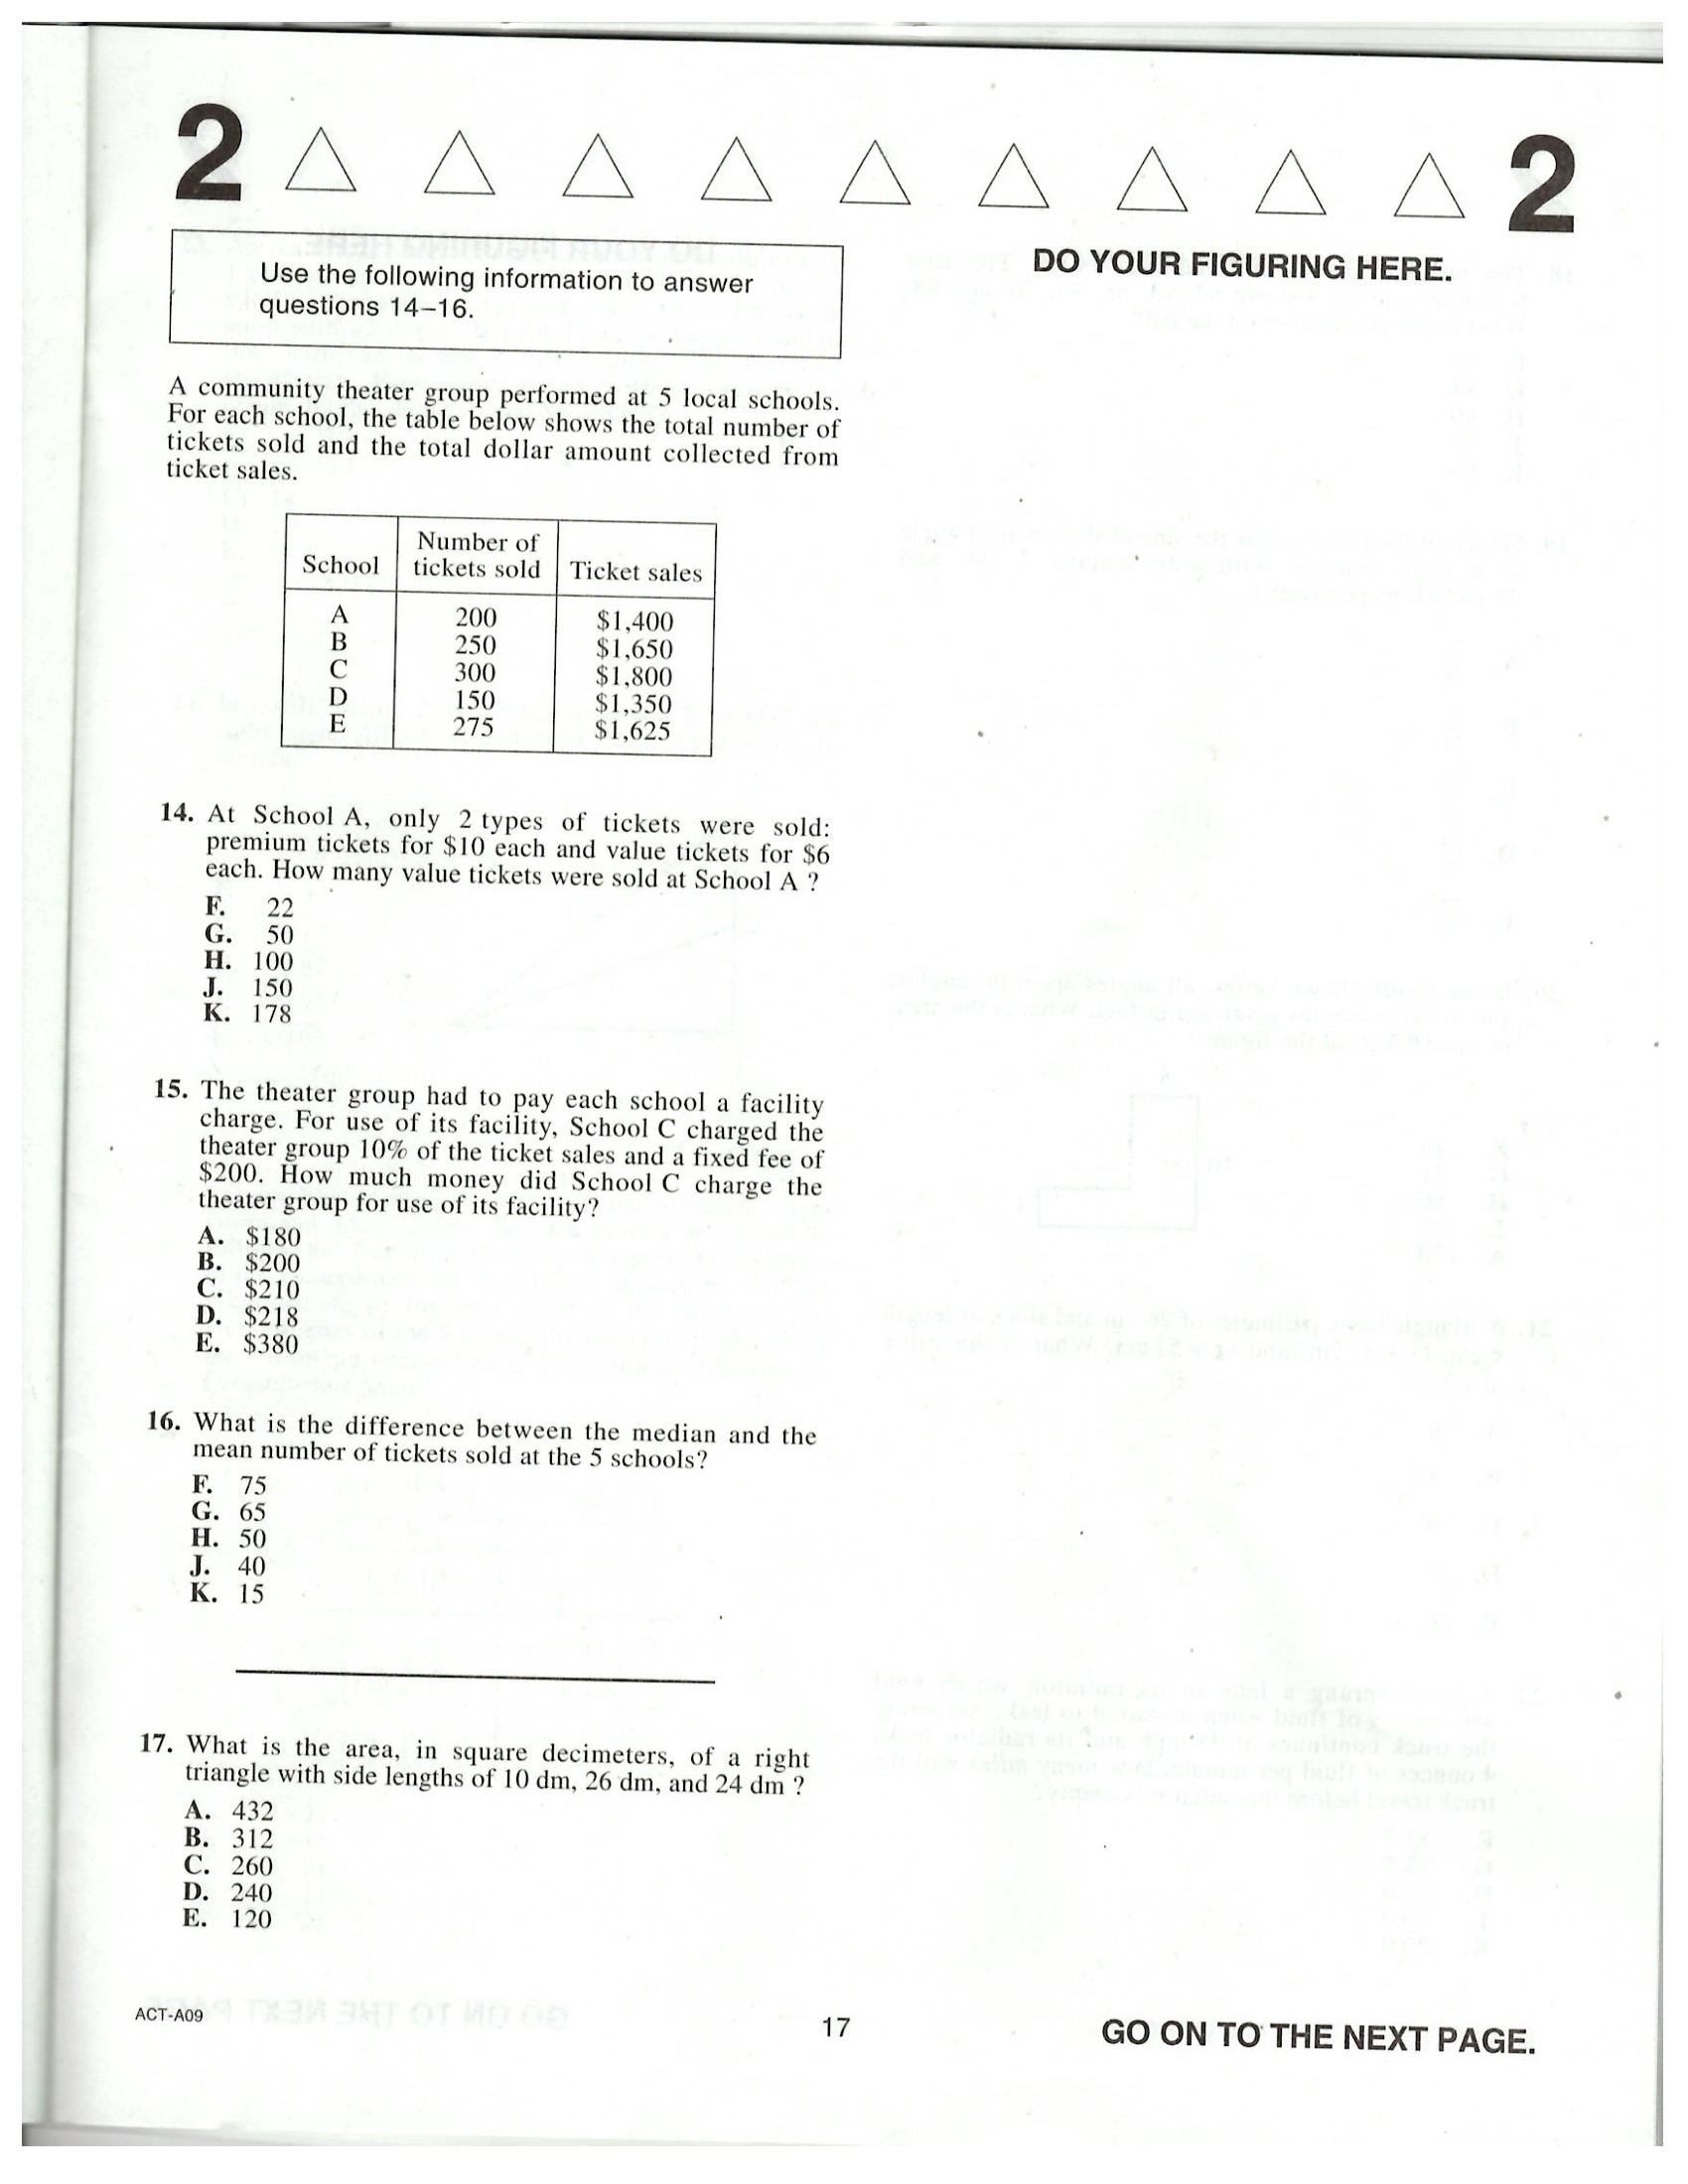 2 2
Use the following information to answer
questions 14–16.
DO YOUR FIGURING HERE.
A community theater group performed at 5 local schools.
For each school, the table below shows the total number of
tickets sold and the total dollar amount collected from
ticket sales.
School Number of tickets sold Ticket sales
A 200 $1,400
B 250 $1,650
C 300 $1,800
D 150 $1,350
E 275 $1,625
14. At School A, only 2 types of tickets were sold:
premium tickets for $10 each and value tickets for $6
each. How many value tickets were sold at School A ?
F. 22
G. 50
H. 100
J. 150
K. 178
15. The theater group had to pay each school a facility
charge. For use of its facility, School C charged the
theater group 10% of the ticket sales and a fixed fee of
$200. How much money did School C charge the
theater group for use of its facility?
A. $180
B. $200
C. $210
D. $218
E. $380
16. What is the difference between the median and the
mean number of tickets sold at the 5 schools?
F. 75
G. 65
H. 50
J. 40
K. 15
17. What is the area, in square decimeters, of a right
triangle with side lengths of 10 dm, 26 dm, and 24 dm ?
A. 432
B. 312
C. 260
D. 240
E. 120
ACT-A09
17
GO ON TO THE NEXT PAGE.